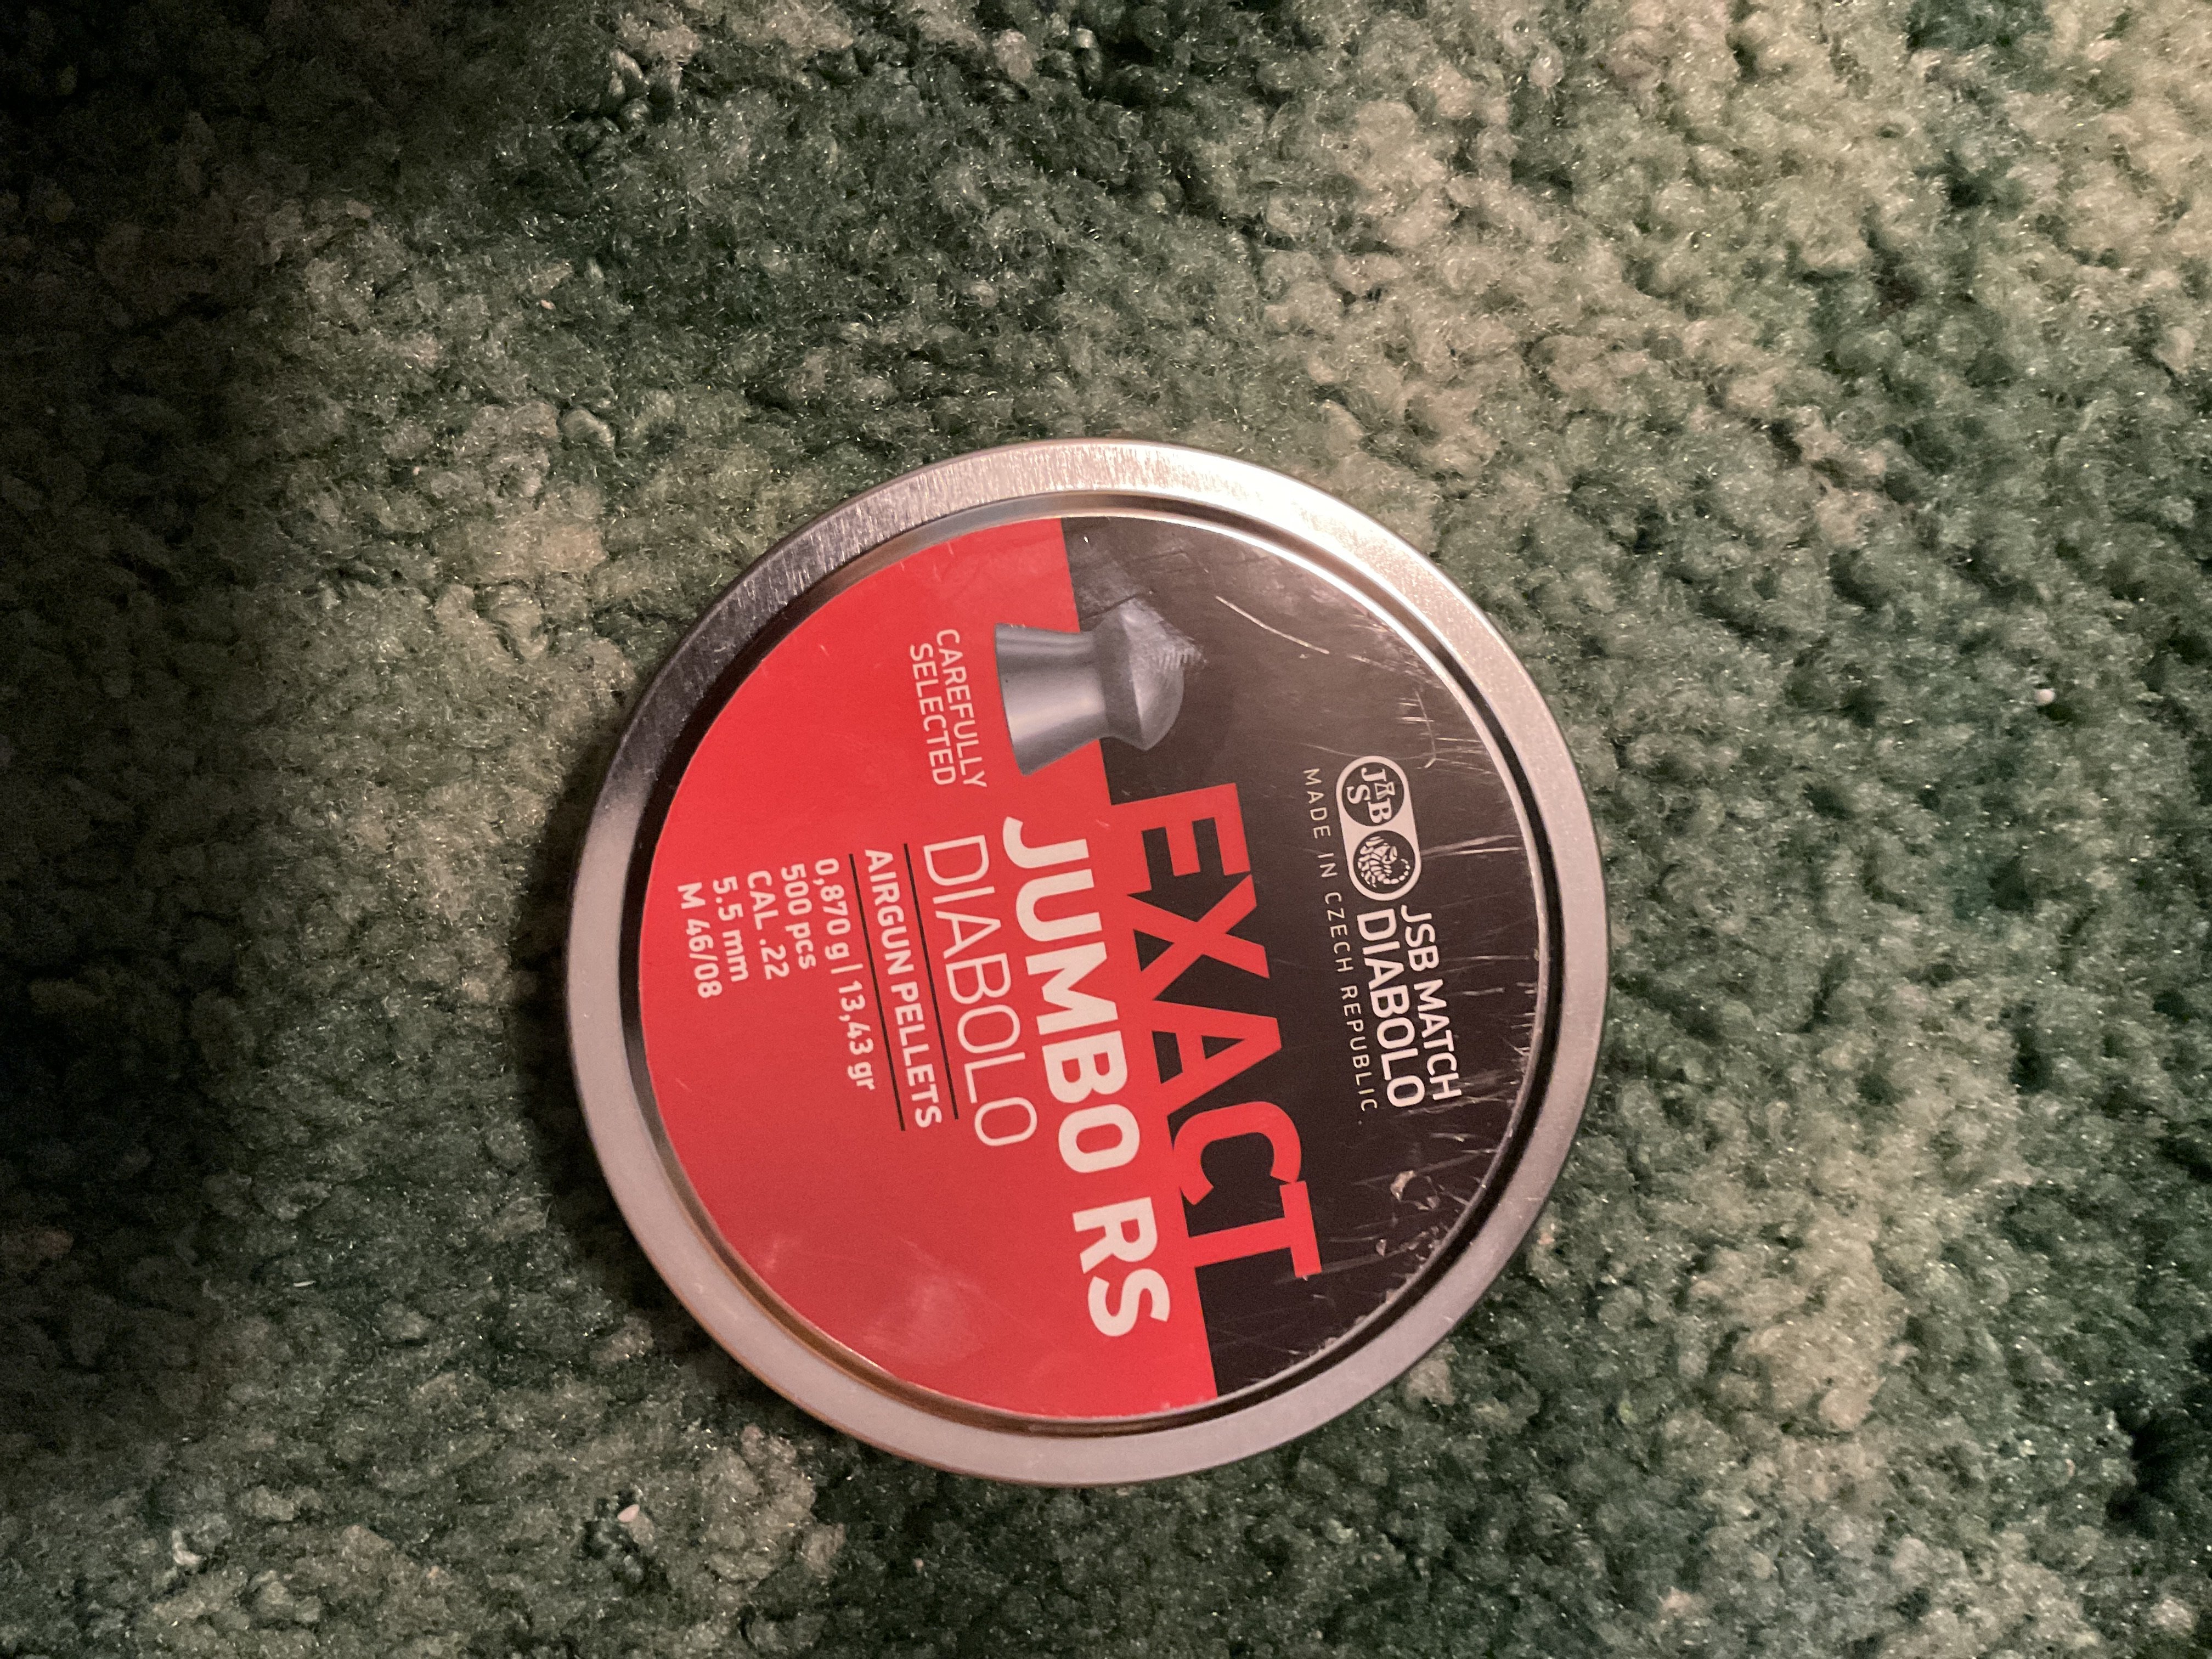 JSB
JSB MATCH
DIABOLO
MADE IN CZECH REPUBLIC.
EXACT
JUMBO RS
DIABOLO
CAREFULLY
SELECTED
AIRGUN PELLETS
0,870 g | 13,43 gr
500 pcs
CAL .22
5.5 mm
M 46/08